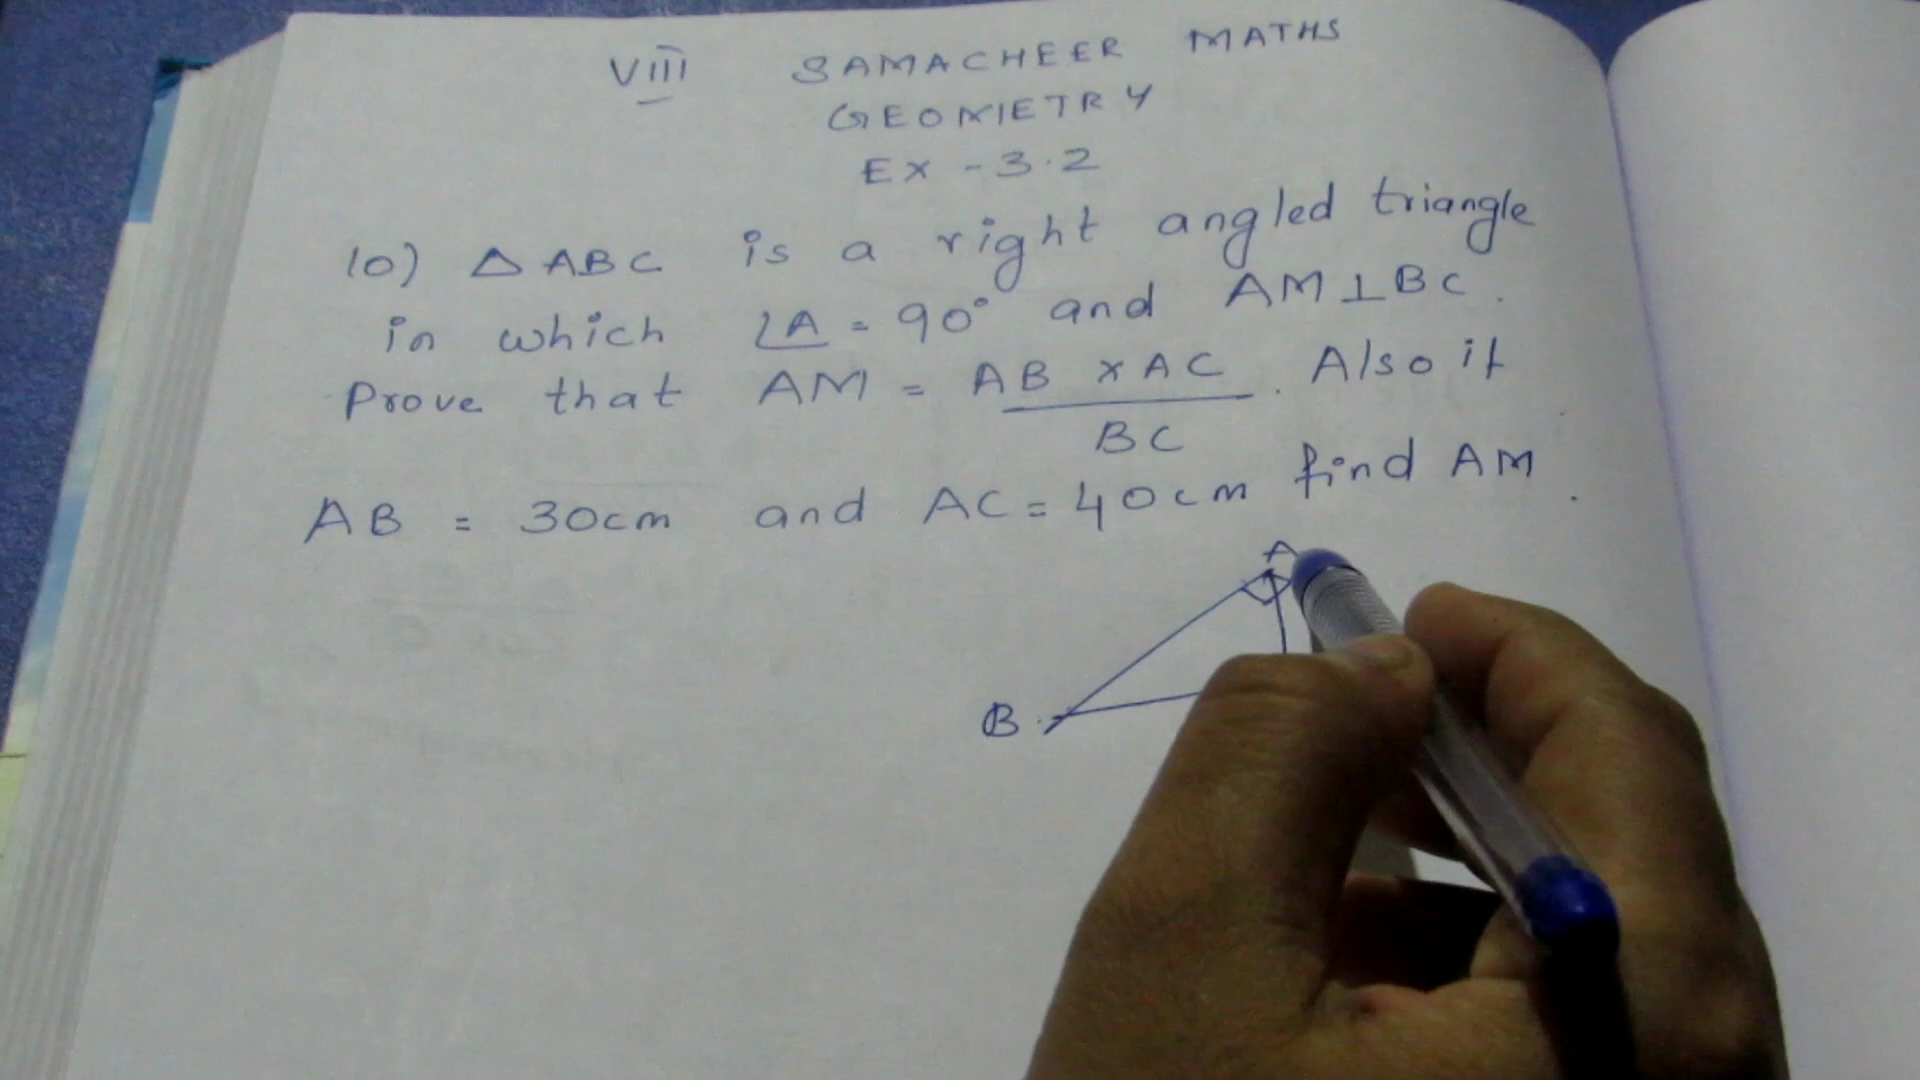 VIII SAMACHEER MATHS
GEOMETRY
EX - 3.2
10) △ ABC is a right angled triangle
in which ∠A = 90° and AM ⊥ BC.
Prove that AM = AB × AC / BC. Also if
AB = 30cm and AC = 40cm find AM.
A
B